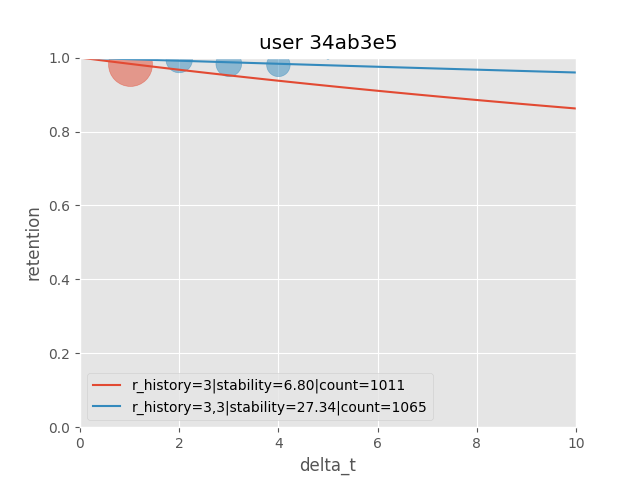 user 34ab3e5
1.0
0.8
0.6
0.4
0.2
0.0
retention
r_history=3|stability=6.80|count=1011
r_history=3,3|stability=27.34|count=1065
0 2 4 6 8 10
delta_t